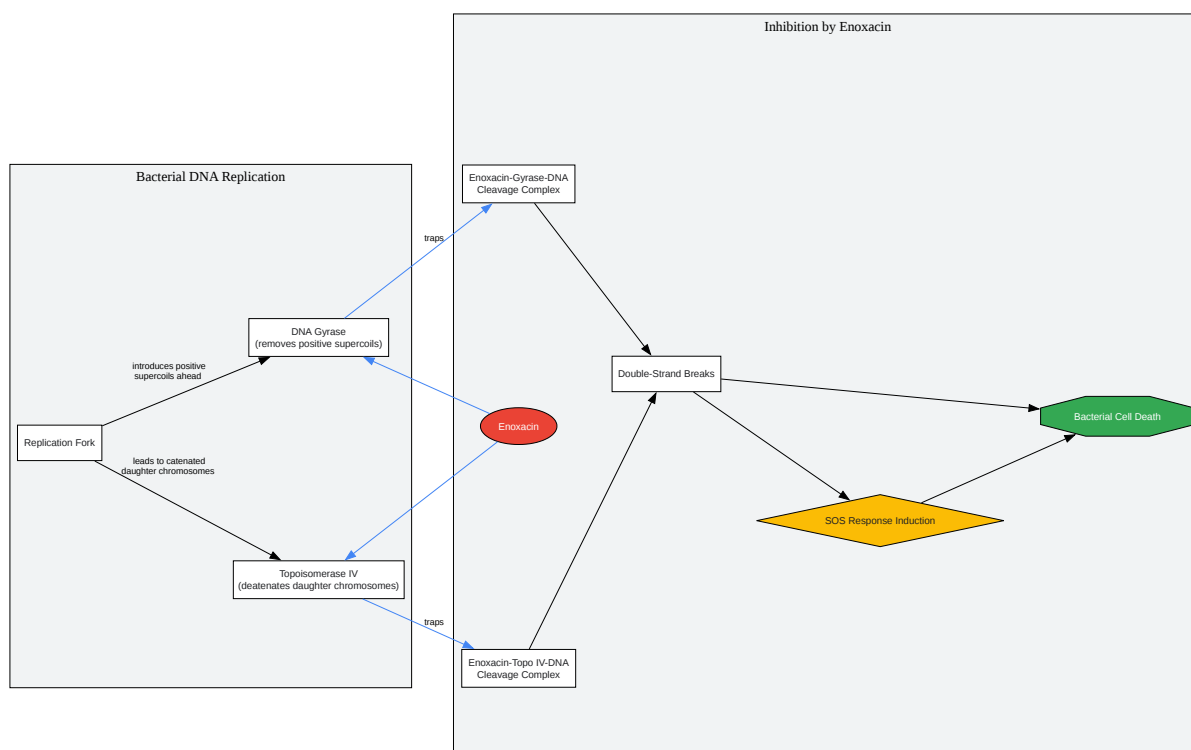 Inhibition by Enoxacin
Bacterial DNA Replication
Enoxacin-Gyrase-DNA
Cleavage Complex
traps
DNA Gyrase
(removes positive supercoils)
introduces positive
supercoils ahead
Double-Strand Breaks
Bacterial Cell Death
Enoxacin
Replication Fork
leads to catenated
daughter chromosomes
SOS Response Induction
Topoisomerase IV
(deatenates daughter chromosomes)
traps
Enoxacin-Topo IV-DNA
Cleavage Complex